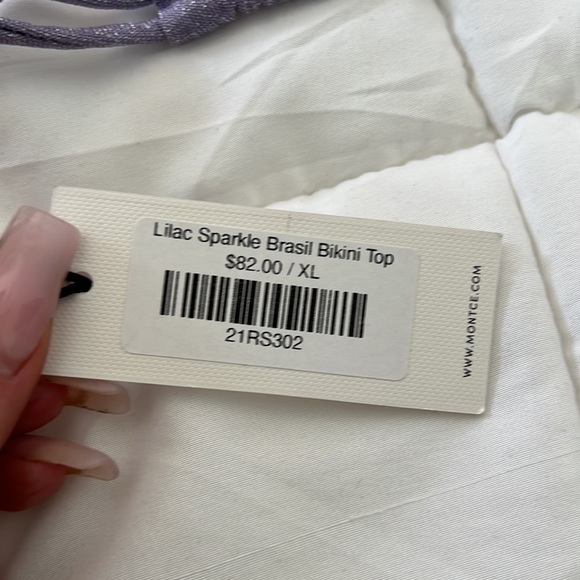 Lilac Sparkle Brasil Bikini Top
$82.00 / XL
21RS302
WWW.MONTCE.COM